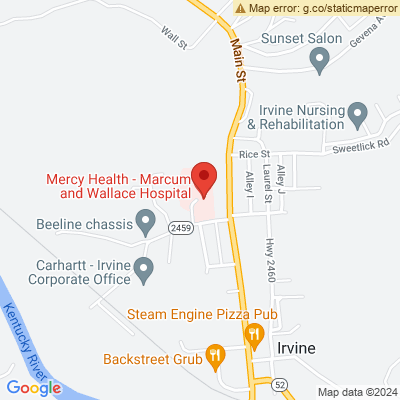 Map error: g.co/staticmaperror
Wall St
Main St
Sunset Salon
Irvine Nursing
& Rehabilitation
Sweetlick Rd
Rice St
Mercy Health - Marcum
and Wallace Hospital
Alley I
Laurel St
Alley J
Beeline chassis
2459
Carhartt - Irvine
Corporate Office
Hwy 2460
Kentucky River
Steam Engine Pizza Pub
Irvine
Backstreet Grub
52
Google
Map data ©2024